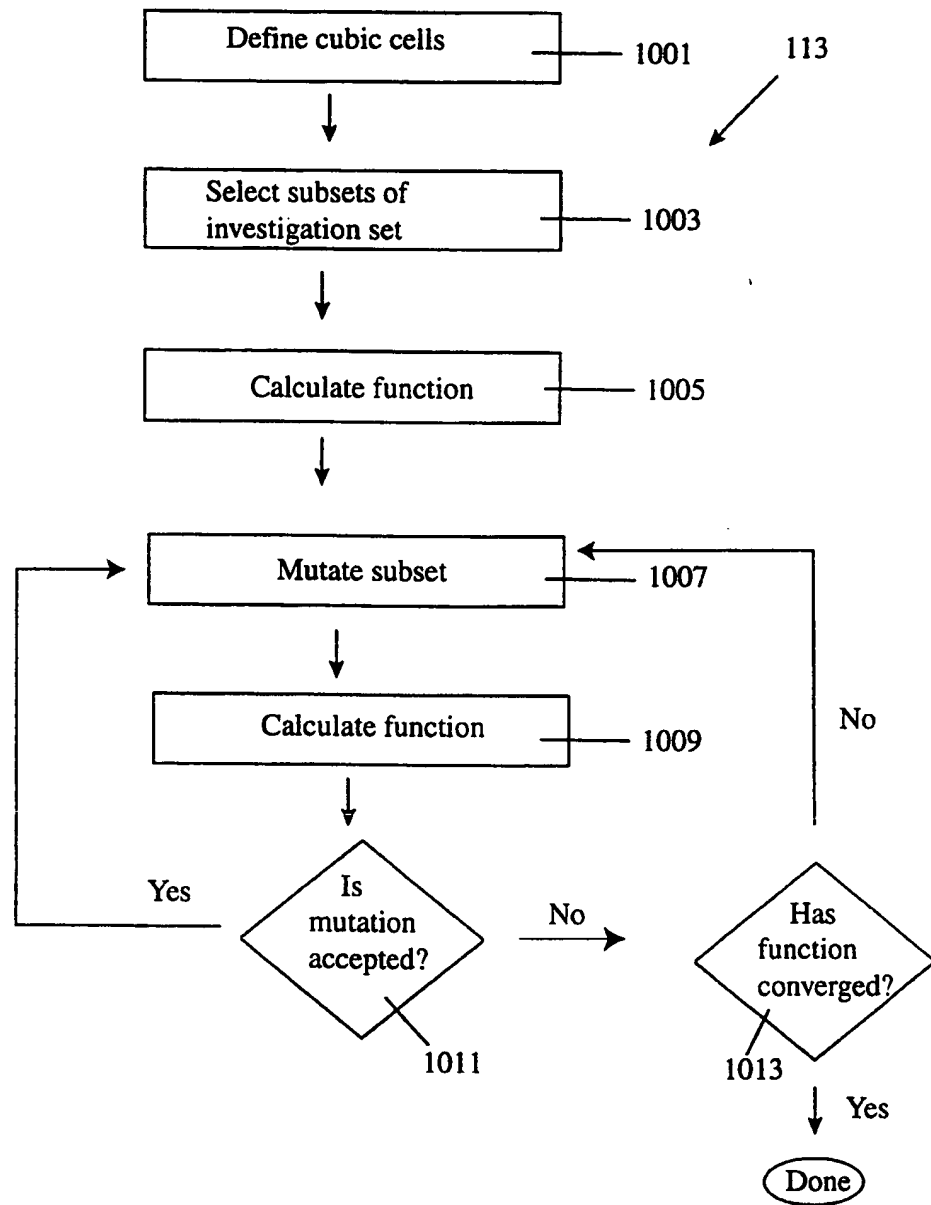 Define cubic cells
1001
113
Select subsets of
investigation set
1003
Calculate function
1005
Mutate subset
1007
Calculate function
1009
No
Yes
Is
mutation
accepted?
No
Has
function
converged?
1011
1013
Yes
Done